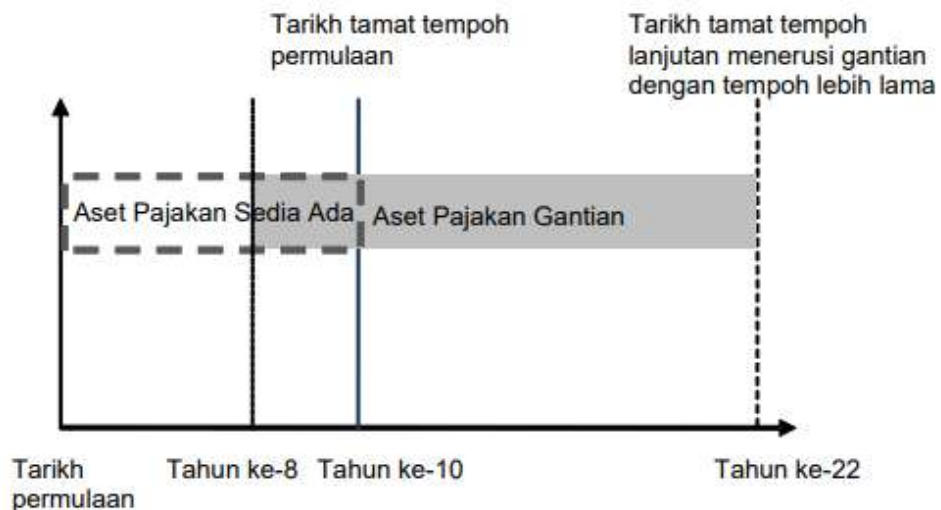 Tarikh tamat tempoh
permulaan
Tarikh tamat tempoh
lanjutan menerusi gantian
dengan tempoh lebih lama
Aset Pajakan Sedia Ada
Aset Pajakan Gantian
Tarikh
permulaan
Tahun ke-8
Tahun ke-10
Tahun ke-22